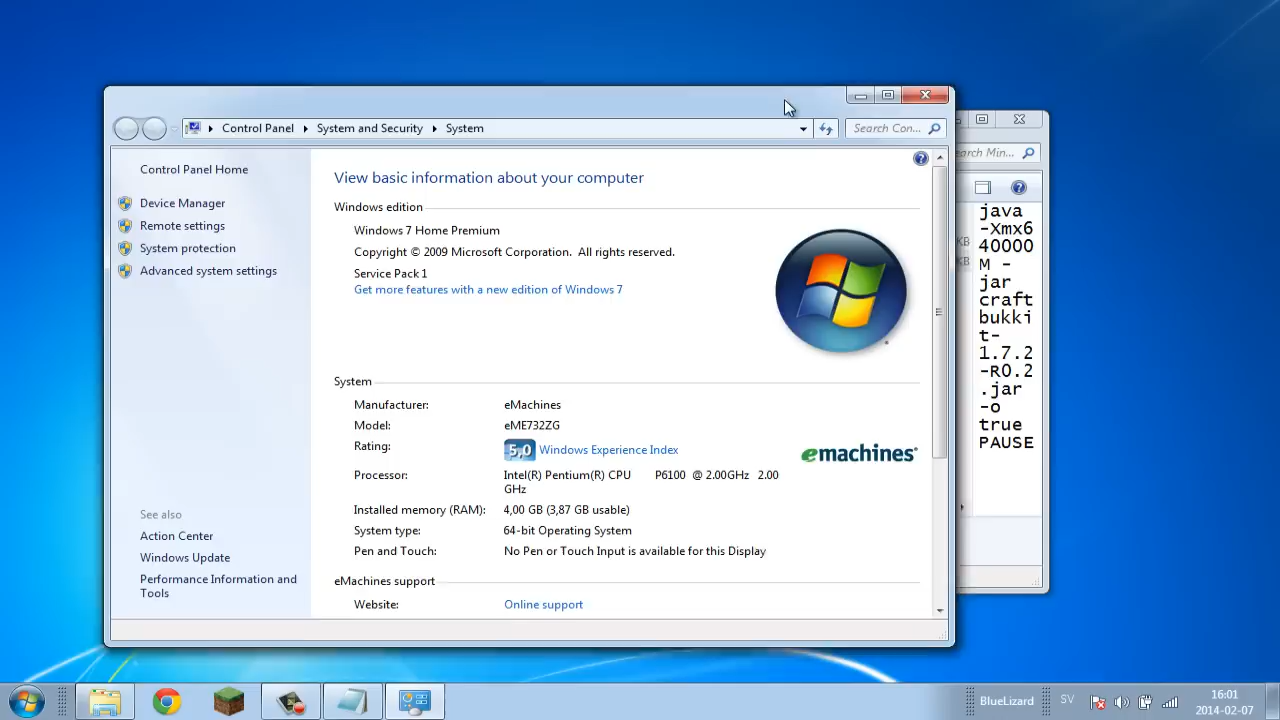 Control Panel
System and Security
System
Search Con...
Search Min...
Control Panel Home
Device Manager
Remote settings
System protection
Advanced system settings
See also
Action Center
Windows Update
Performance Information and
Tools
View basic information about your computer
Windows edition
Windows 7 Home Premium
Copyright © 2009 Microsoft Corporation.  All rights reserved.
Service Pack 1
Get more features with a new edition of Windows 7
System
Manufacturer: eMachines
Model: eME732ZG
Rating: 5,0 Windows Experience Index
Processor: Intel(R) Pentium(R) CPU P6100 @ 2.00GHz 2.00
GHz
Installed memory (RAM): 4,00 GB (3,87 GB usable)
System type: 64-bit Operating System
Pen and Touch: No Pen or Touch Input is available for this Display
emachines
eMachines support
Website: Online support
KB
KB
java
-Xmx6
40000
M -
jar
craft
bukki
t-
1.7.2
-R0.2
.jar
-o
true
PAUSE
BlueLizard
SV
16:01
2014-02-07